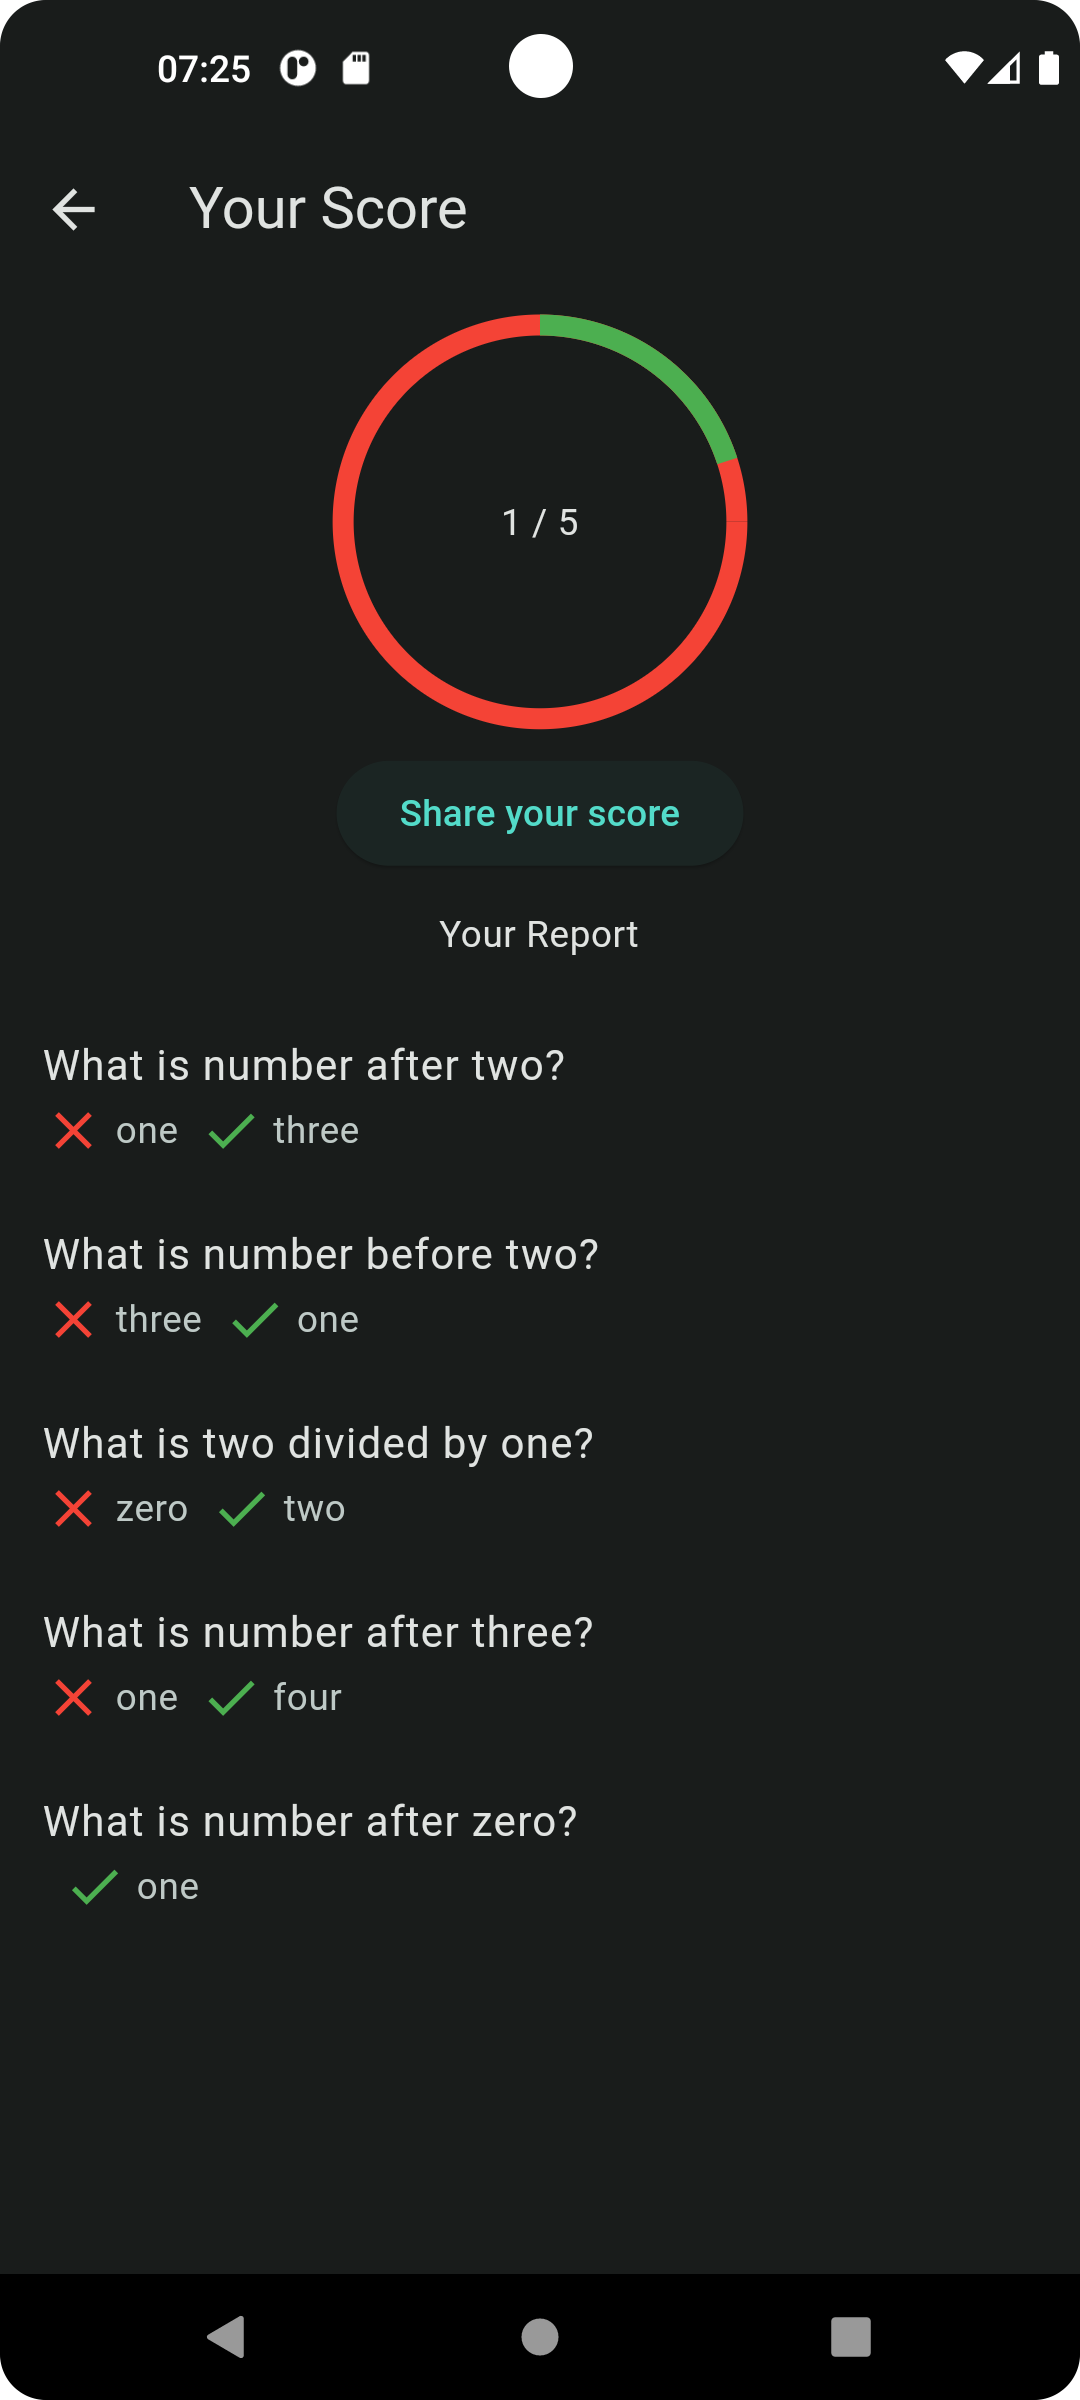 07:25
Your Score
1 / 5
Share your score
Your Report
What is number after two?
one three
What is number before two?
three one
What is two divided by one?
zero two
What is number after three?
one four
What is number after zero?
one